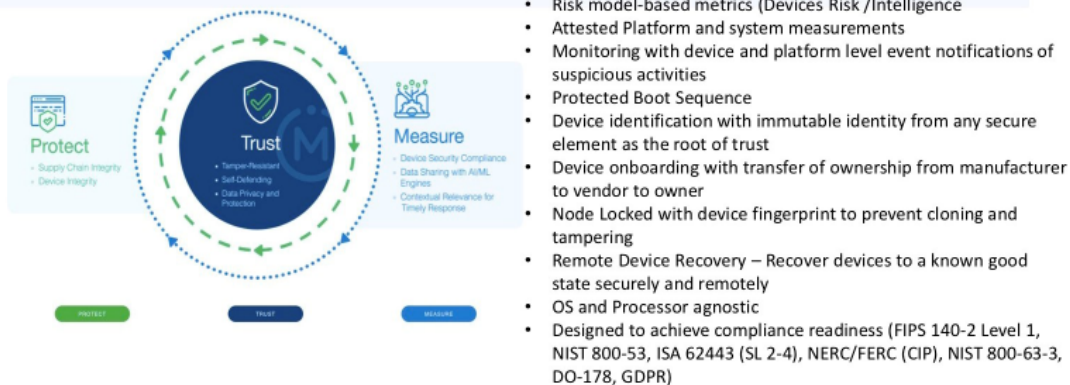 Protect
- Supply Chain Integrity
- Device Integrity
Trust
• Tamper-Resistant
• Self-Defending
• Data Privacy and
Protection
M
Measure
- Device Security Compliance
- Data Sharing with AI/ML
Engines
- Contextual Relevance for
Timely Response
PROTECT
TRUST
MEASURE
• Risk model-based metrics (Devices Risk /Intelligence
• Attested Platform and system measurements
• Monitoring with device and platform level event notifications of
suspicious activities
• Protected Boot Sequence
• Device identification with immutable identity from any secure
element as the root of trust
• Device onboarding with transfer of ownership from manufacturer
to vendor to owner
• Node Locked with device fingerprint to prevent cloning and
tampering
• Remote Device Recovery – Recover devices to a known good
state securely and remotely
• OS and Processor agnostic
• Designed to achieve compliance readiness (FIPS 140-2 Level 1,
NIST 800-53, ISA 62443 (SL 2-4), NERC/FERC (CIP), NIST 800-63-3,
DO-178, GDPR)